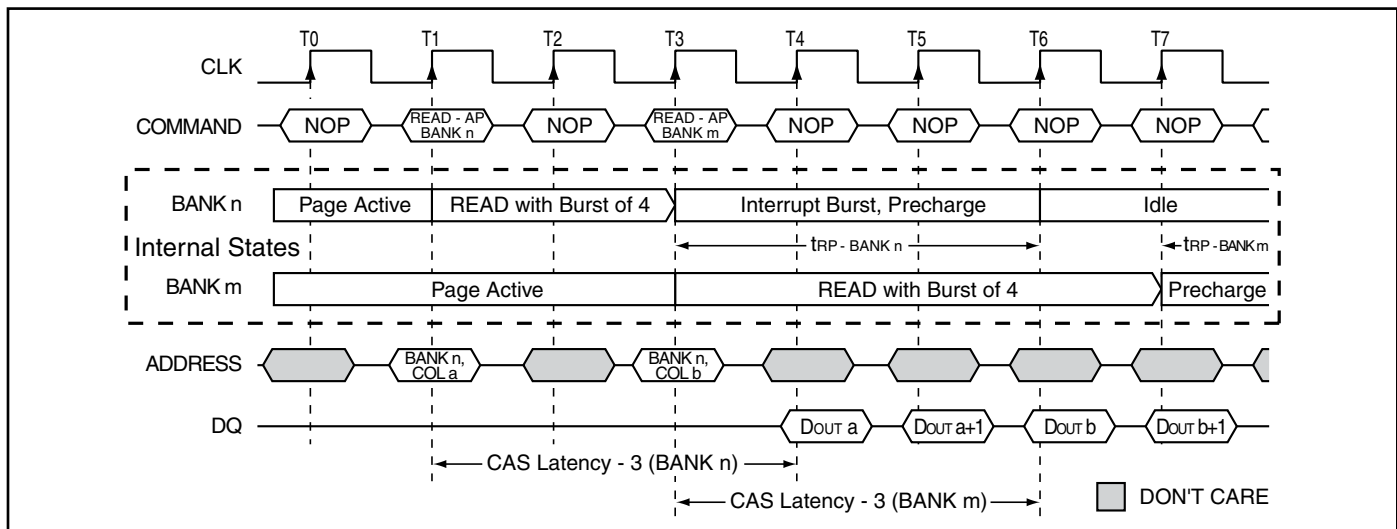 T0 T1 T2 T3 T4 T5 T6 T7
CLK
COMMAND NOP READ - AP BANK n NOP READ - AP BANK m NOP NOP NOP NOP
BANK n Page Active READ with Burst of 4 Interrupt Burst, Precharge Idle
Internal States tRP - BANK n tRP - BANK m
BANK m Page Active READ with Burst of 4 Precharge
ADDRESS BANK n, COL a BANK n, COL b
DQ DOUT a DOUT a+1 DOUT b DOUT b+1
CAS Latency - 3 (BANK n)
CAS Latency - 3 (BANK m) DON'T CARE